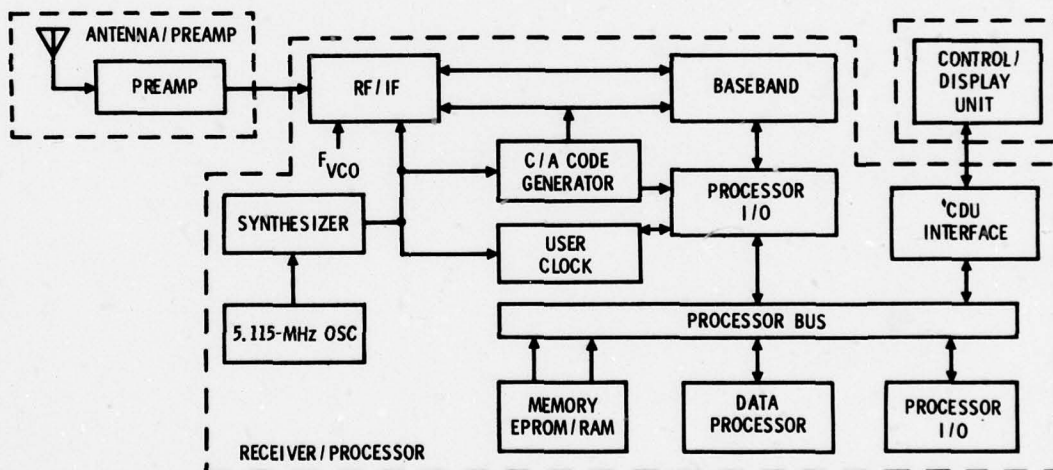 ANTENNA/PREAMP
PREAMP
RF/IF
BASEBAND
CONTROL/
DISPLAY
UNIT
FVCO
C/A CODE
GENERATOR
PROCESSOR
I/O
'CDU
INTERFACE
SYNTHESIZER
USER
CLOCK
5.115-MHz OSC
PROCESSOR BUS
MEMORY
EPROM/RAM
DATA
PROCESSOR
PROCESSOR
I/O
RECEIVER/PROCESSOR